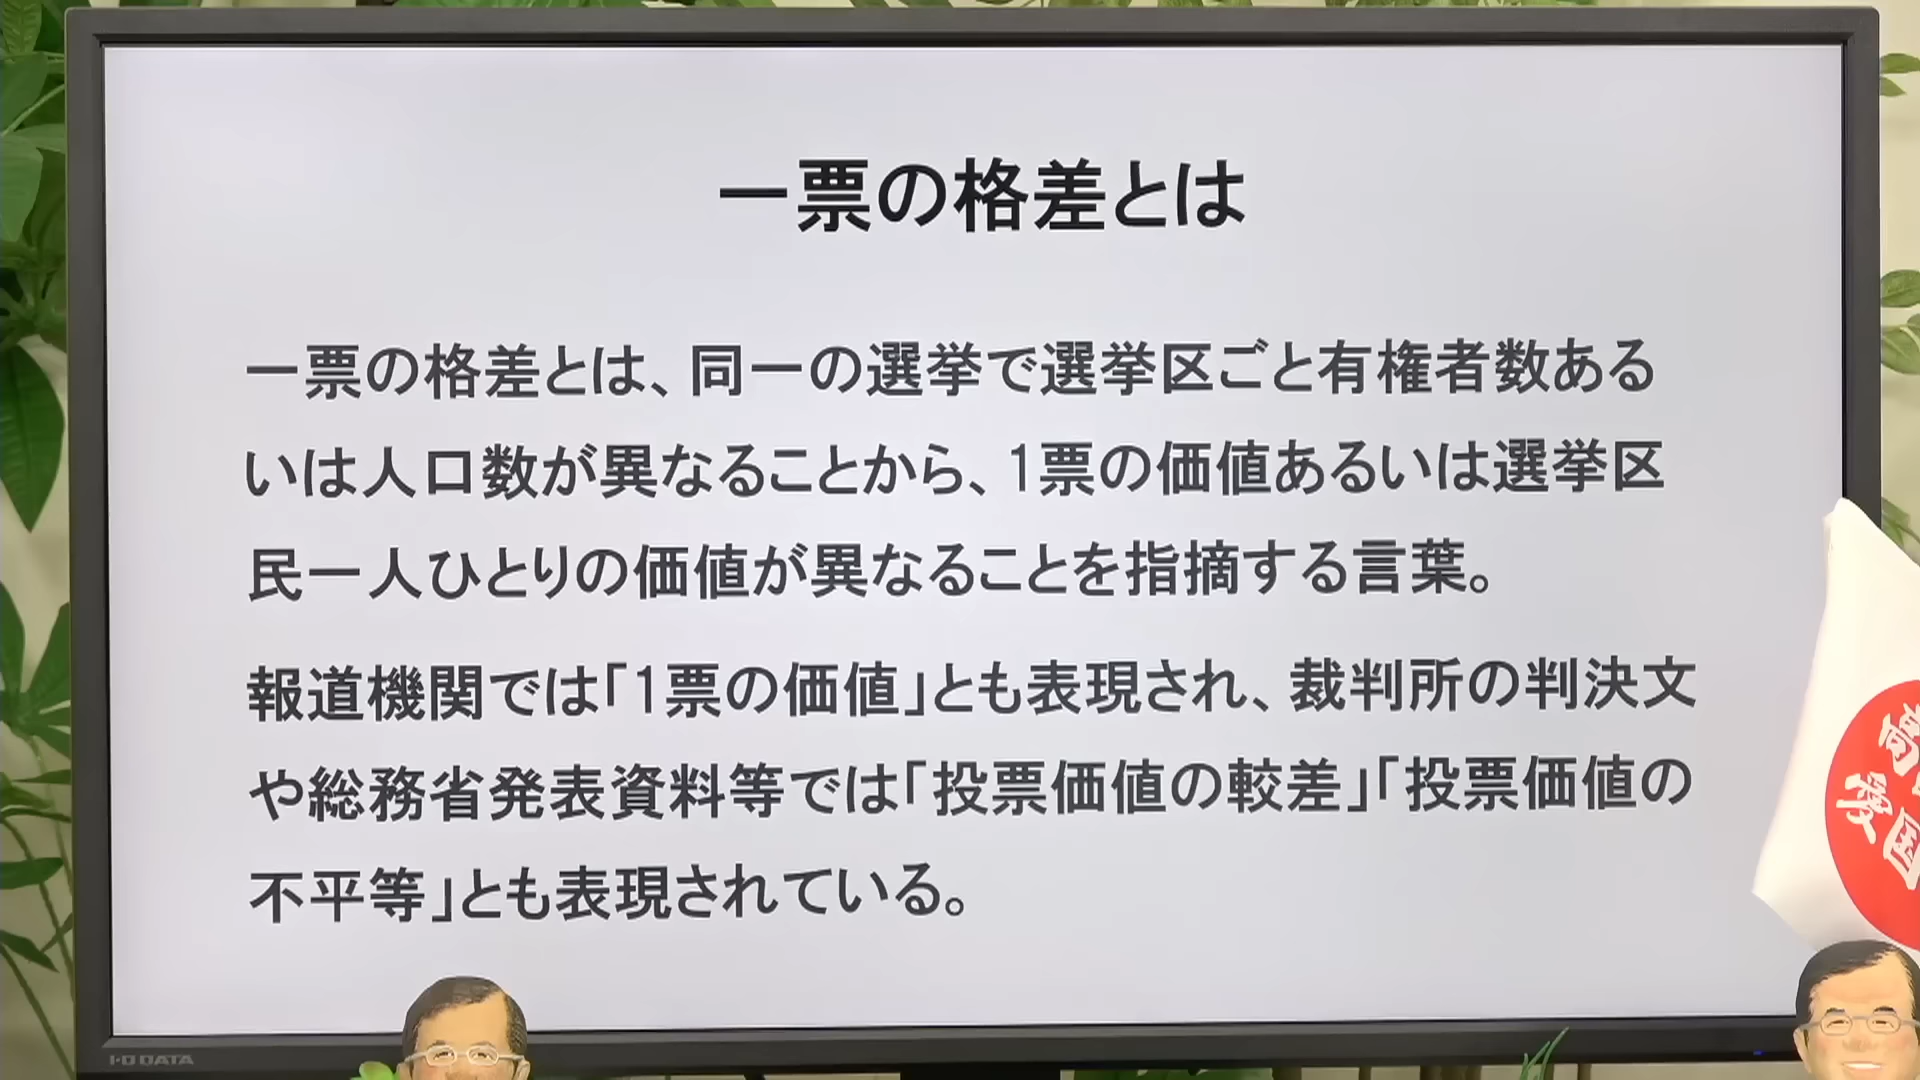 一票の格差とは
一票の格差とは、同一の選挙で選挙区ごと有権者数ある
いは人口数が異なることから、1票の価値あるいは選挙区
民一人ひとりの価値が異なることを指摘する言葉。
報道機関では「1票の価値」とも表現され、裁判所の判決文
や総務省発表資料等では「投票価値の較差」「投票価値の
不平等」とも表現されている。
I-O DATA
愛国